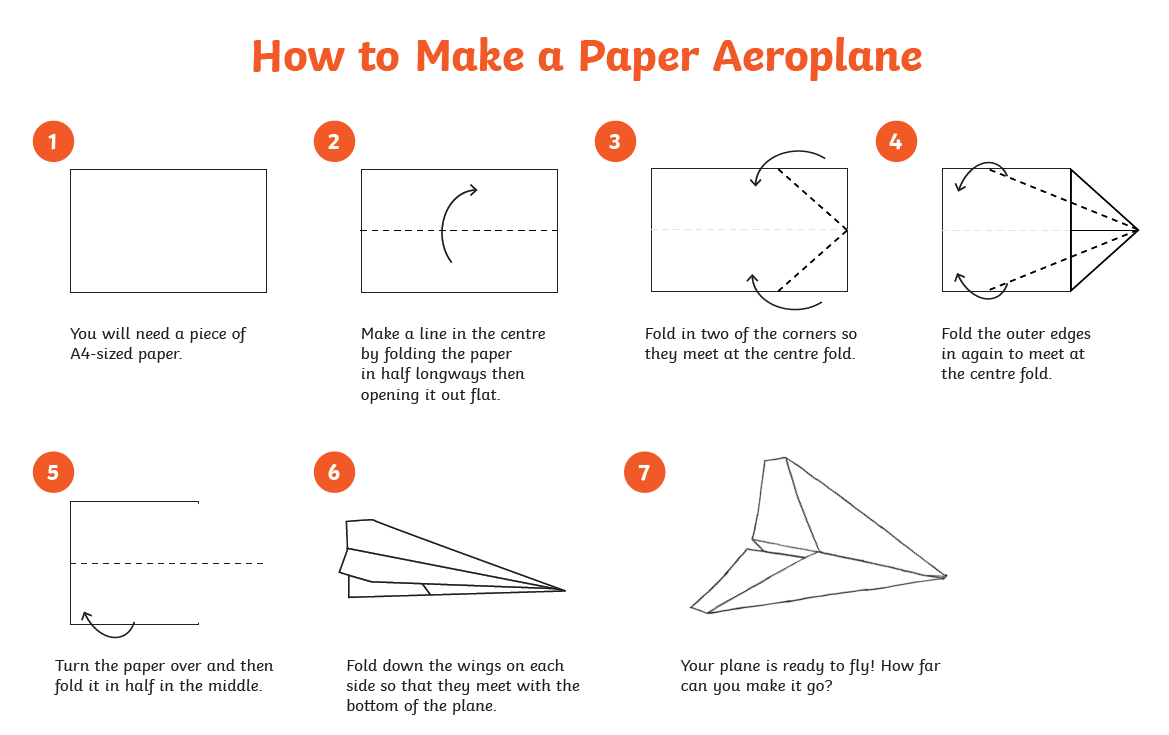 How to Make a Paper Aeroplane
1
You will need a piece of
A4-sized paper.
2
Make a line in the centre
by folding the paper
in half longways then
opening it out flat.
3
Fold in two of the corners so
they meet at the centre fold.
4
Fold the outer edges
in again to meet at
the centre fold.
5
Turn the paper over and then
fold it in half in the middle.
6
Fold down the wings on each
side so that they meet with the
bottom of the plane.
7
Your plane is ready to fly! How far
can you make it go?